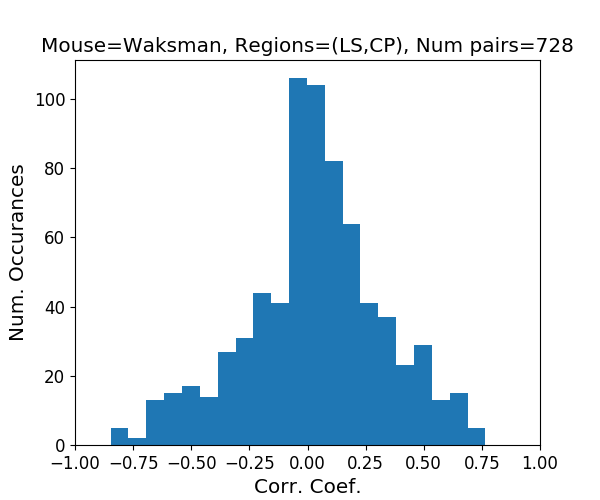 Mouse=Waksman, Regions=(LS,CP), Num pairs=728
Num. Occurances
100
80
60
40
20
0
−1.00 −0.75 −0.50 −0.25 0.00 0.25 0.50 0.75 1.00
Corr. Coef.